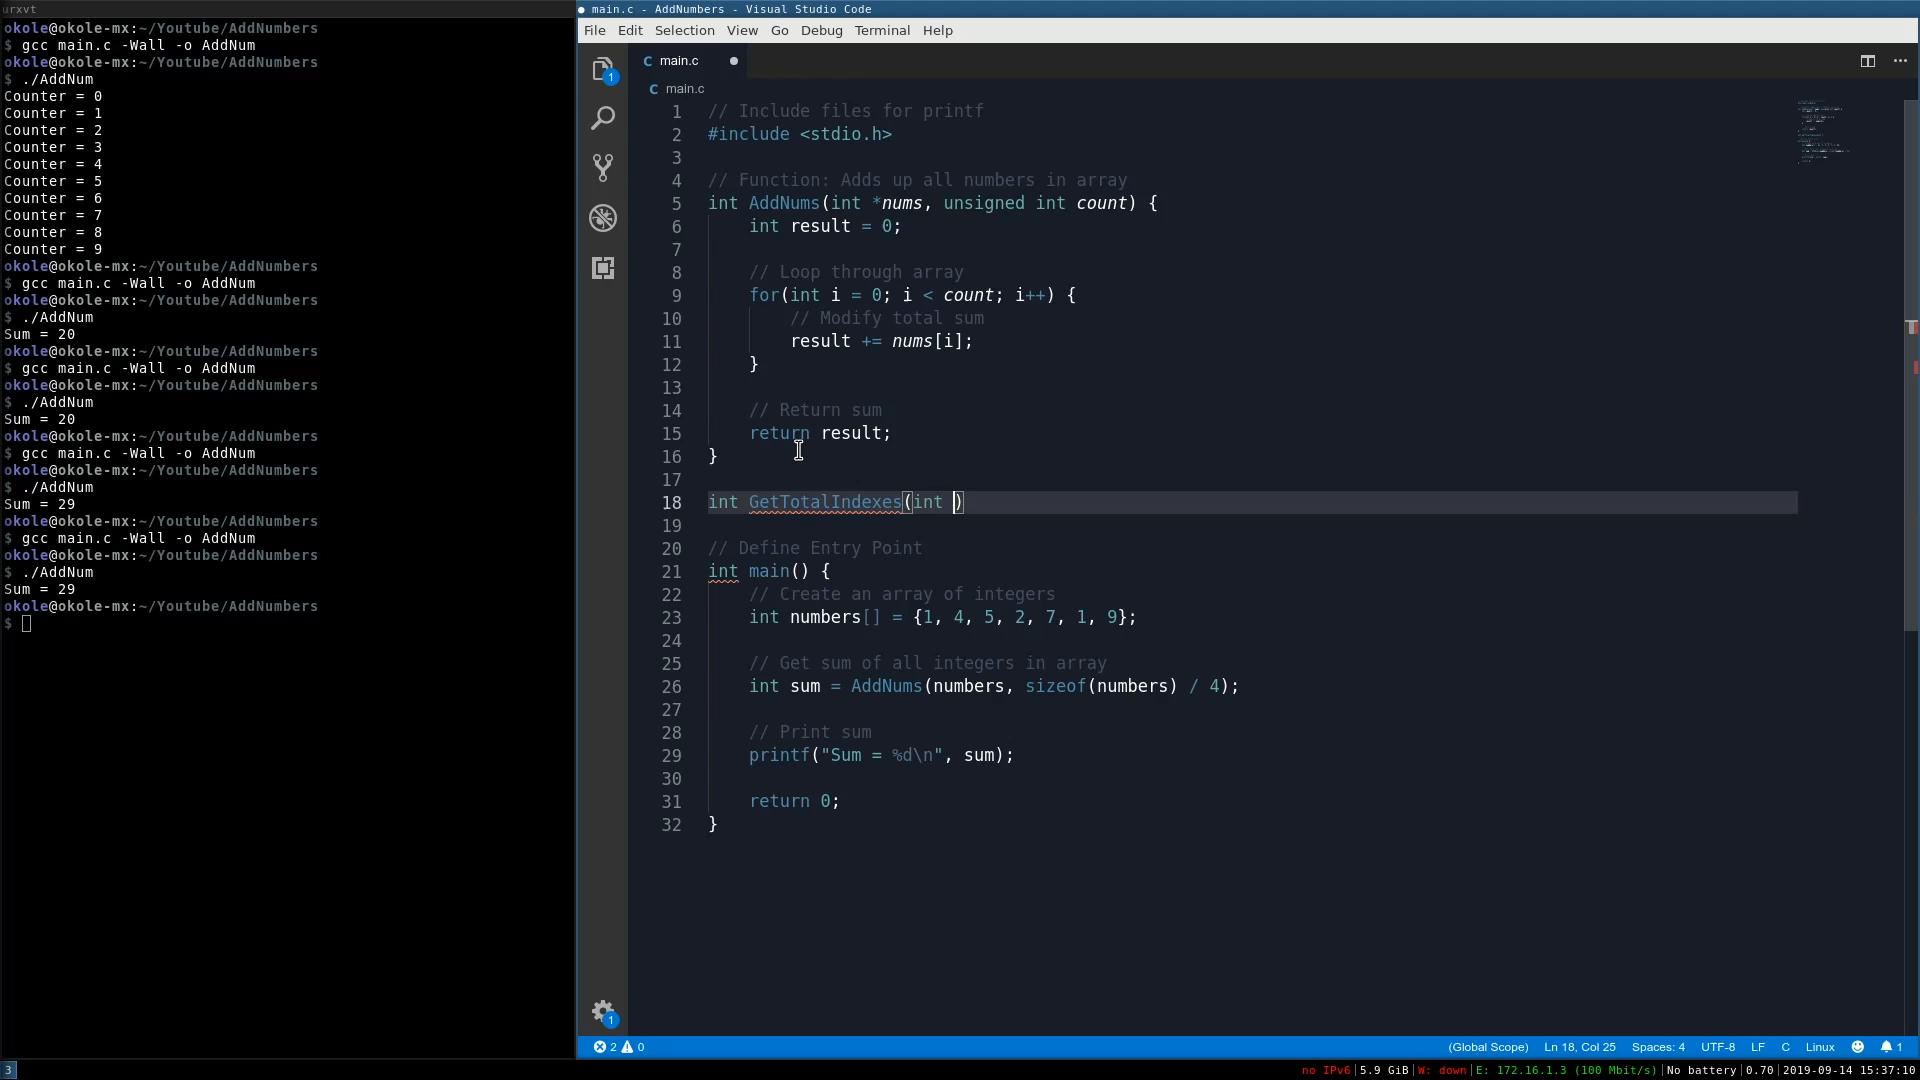 urxvt
okole@okole-mx:~/Youtube/AddNumbers
$ gcc main.c -Wall -o AddNum
okole@okole-mx:~/Youtube/AddNumbers
$ ./AddNum
Counter = 0
Counter = 1
Counter = 2
Counter = 3
Counter = 4
Counter = 5
Counter = 6
Counter = 7
Counter = 8
Counter = 9
okole@okole-mx:~/Youtube/AddNumbers
$ gcc main.c -Wall -o AddNum
okole@okole-mx:~/Youtube/AddNumbers
$ ./AddNum
Sum = 20
okole@okole-mx:~/Youtube/AddNumbers
$ gcc main.c -Wall -o AddNum
okole@okole-mx:~/Youtube/AddNumbers
$ ./AddNum
Sum = 20
okole@okole-mx:~/Youtube/AddNumbers
$ gcc main.c -Wall -o AddNum
okole@okole-mx:~/Youtube/AddNumbers
$ ./AddNum
Sum = 29
okole@okole-mx:~/Youtube/AddNumbers
$ gcc main.c -Wall -o AddNum
okole@okole-mx:~/Youtube/AddNumbers
$ ./AddNum
Sum = 29
okole@okole-mx:~/Youtube/AddNumbers
$
● main.c - AddNumbers - Visual Studio Code
File Edit Selection View Go Debug Terminal Help
1
C main.c ●
C main.c
1 // Include files for printf
2 #include <stdio.h>
3
4 // Function: Adds up all numbers in array
5 int AddNums(int *nums, unsigned int count) {
6     int result = 0;
7
8     // Loop through array
9     for(int i = 0; i < count; i++) {
10         // Modify total sum
11         result += nums[i];
12     }
13
14     // Return sum
15     return result;
16 }
17
18 int GetTotalIndexes(int )
19
20 // Define Entry Point
21 int main() {
22     // Create an array of integers
23     int numbers[] = {1, 4, 5, 2, 7, 1, 9};
24
25     // Get sum of all integers in array
26     int sum = AddNums(numbers, sizeof(numbers) / 4);
27
28     // Print sum
29     printf("Sum = %d\n", sum);
30
31     return 0;
32 }
1
2 0 (Global Scope) Ln 18, Col 25 Spaces: 4 UTF-8 LF C Linux 1
3 no IPv6|5.9 GiB|W: down|E: 172.16.1.3 (100 Mbit/s)|No battery|0.70|2019-09-14 15:37:10